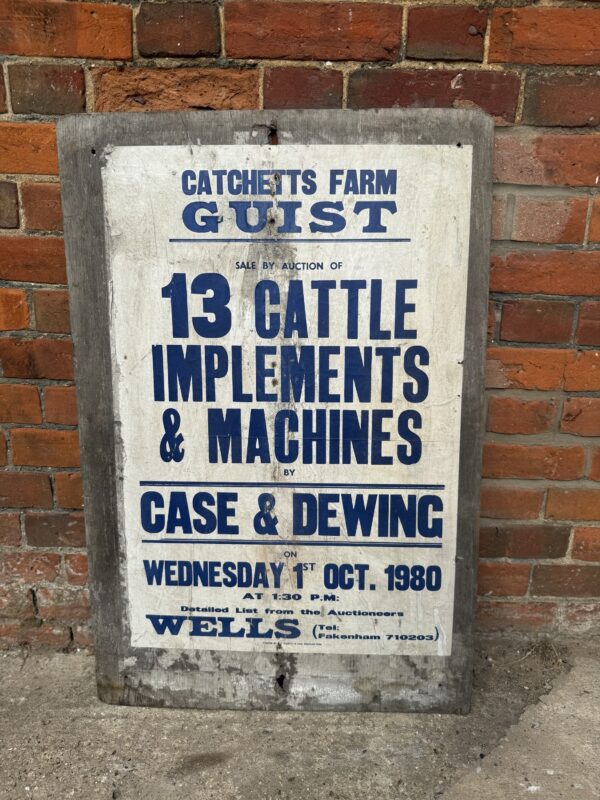 CATCHETTS FARM
GUIST
SALE BY AUCTION OF
13 CATTLE
IMPLEMENTS
& MACHINES
BY
CASE & DEWING
ON
WEDNESDAY 1ST OCT. 1980
AT 1:30 P.M:
Detailed List from the Auctioneers
WELLS (Tel: Fakenham 710203)